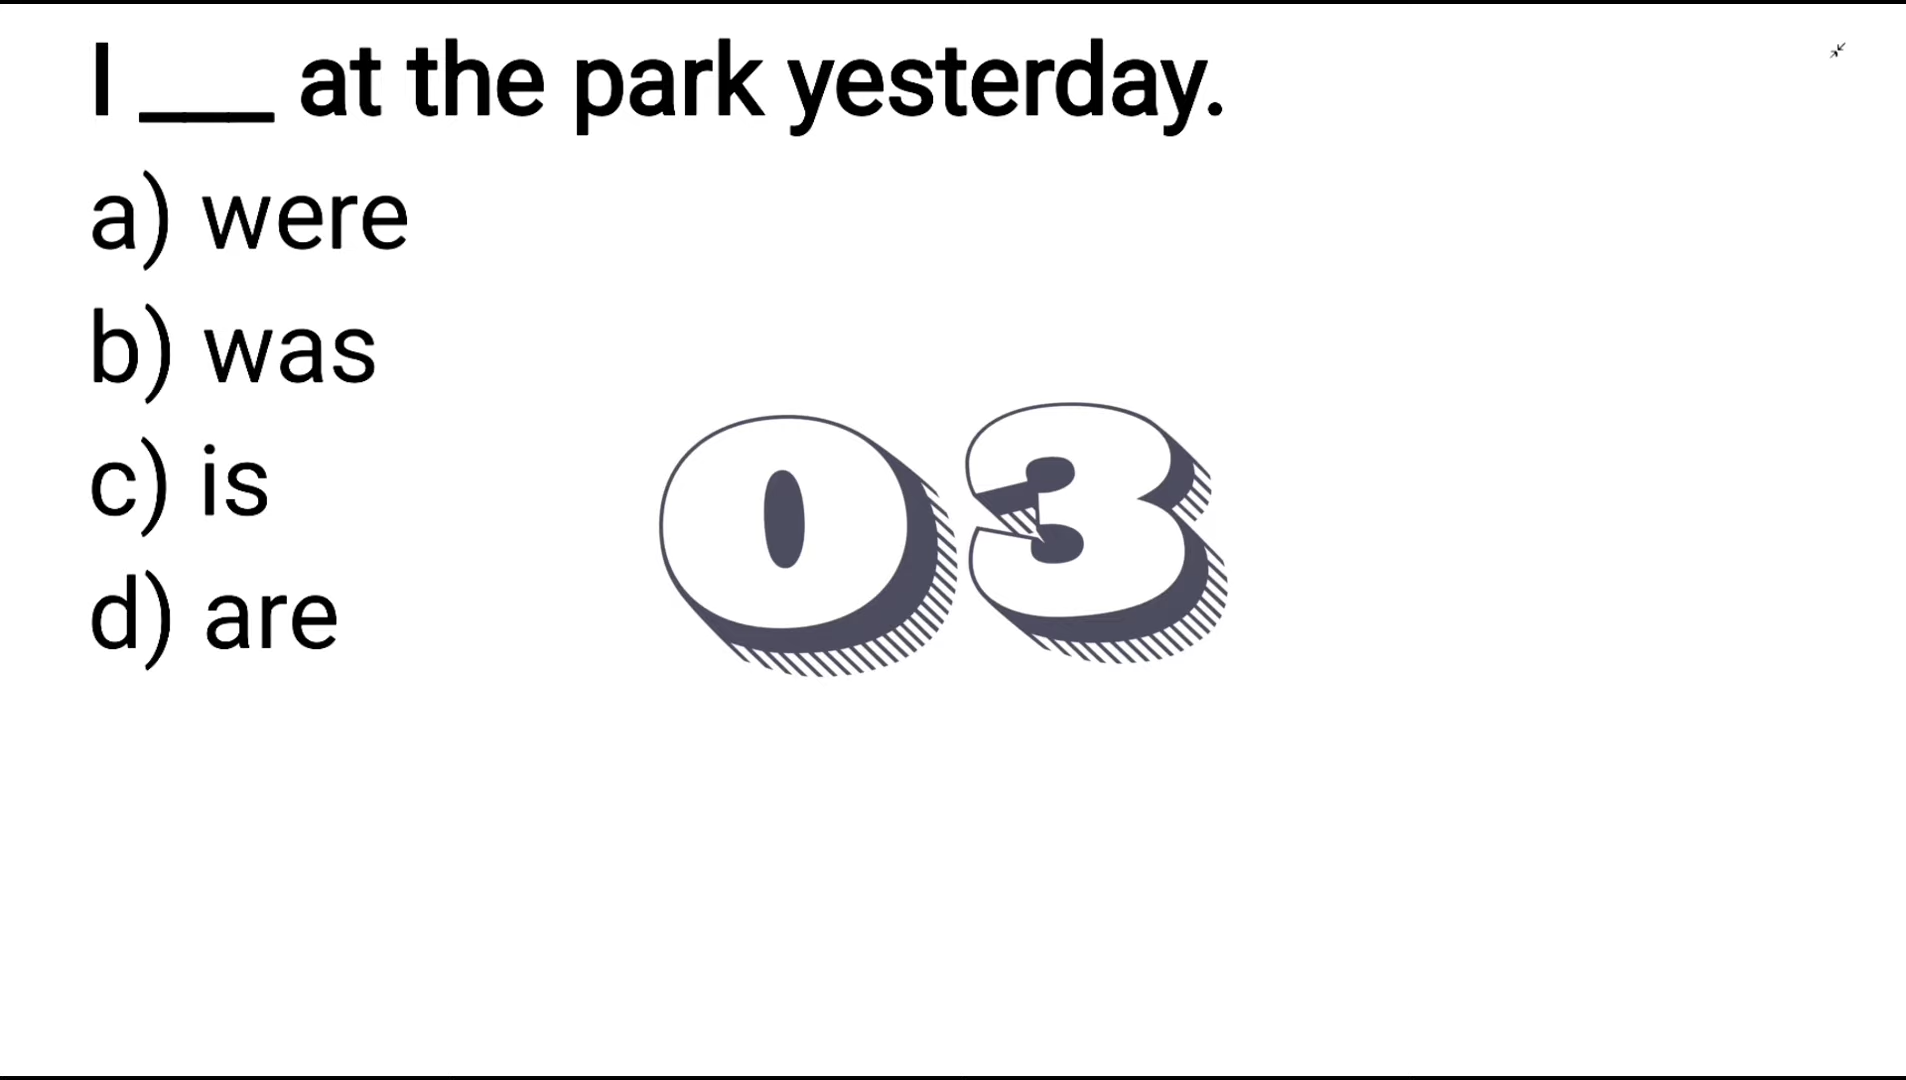 I ___ at the park yesterday.
a) were
b) was
c) is
d) are
03